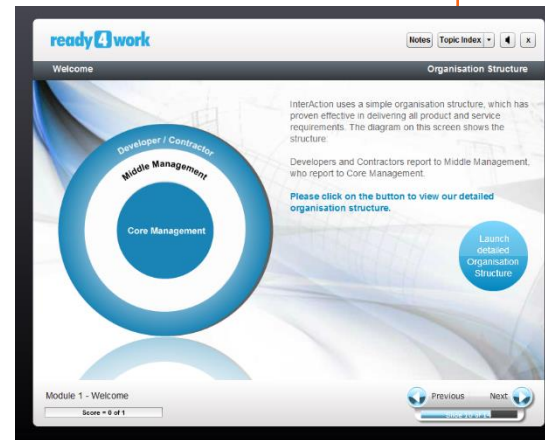 ready 4 work
Notes
Topic Index
x
Welcome
Organisation Structure
InterAction uses a simple organisation structure, which has
proven effective in delivering all product and service
requirements. The diagram on this screen shows the
structure.
Developers and Contractors report to Middle Management,
who report to Core Management.
Please click on the button to view our detailed
organisation structure.
Developer / Contractor
Middle Management
Core Management
Launch
detailed
Organisation
Structure
Module 1 - Welcome
Score = 0 of 1
Previous
Next